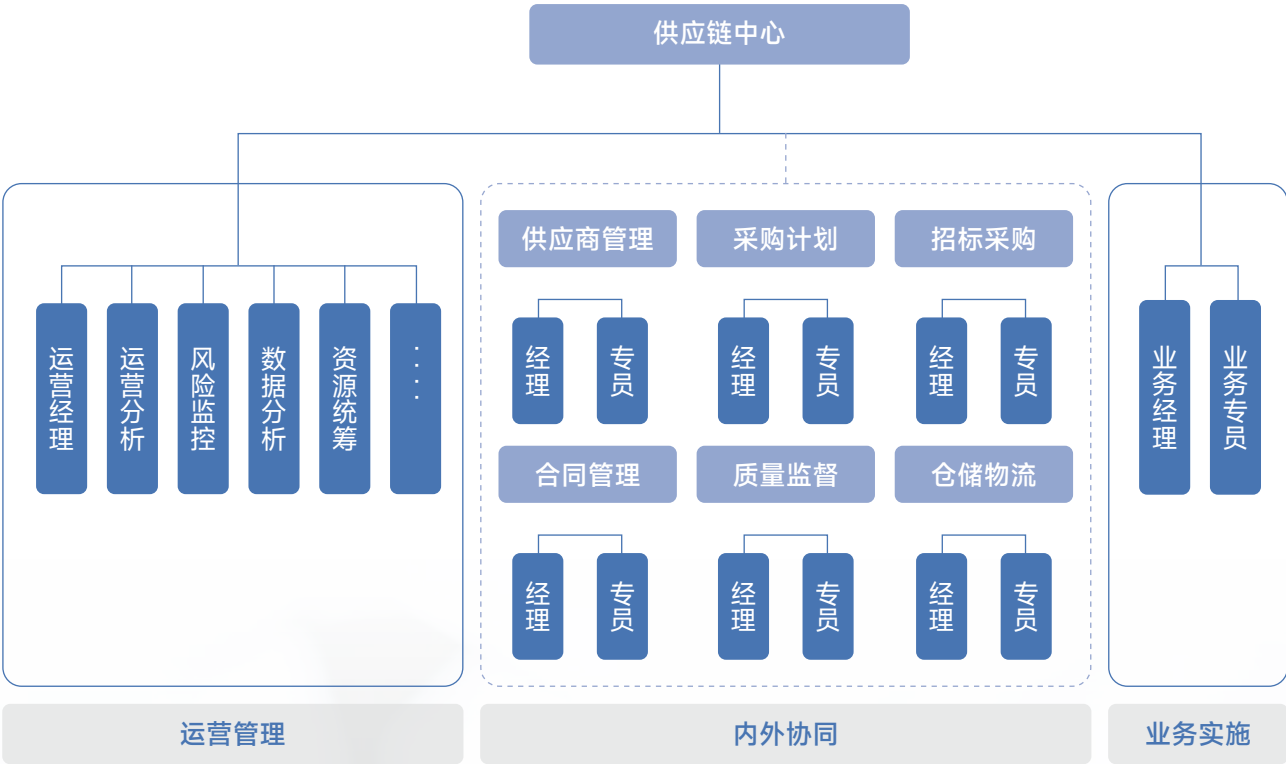 供应链中心
供应商管理
采购计划
招标采购
运营经理
运营分析
风险监控
数据分析
资源统筹
····
经理
专员
经理
专员
经理
专员
业务经理
业务专员
合同管理
质量监督
仓储物流
经理
专员
经理
专员
经理
专员
运营管理
内外协同
业务实施